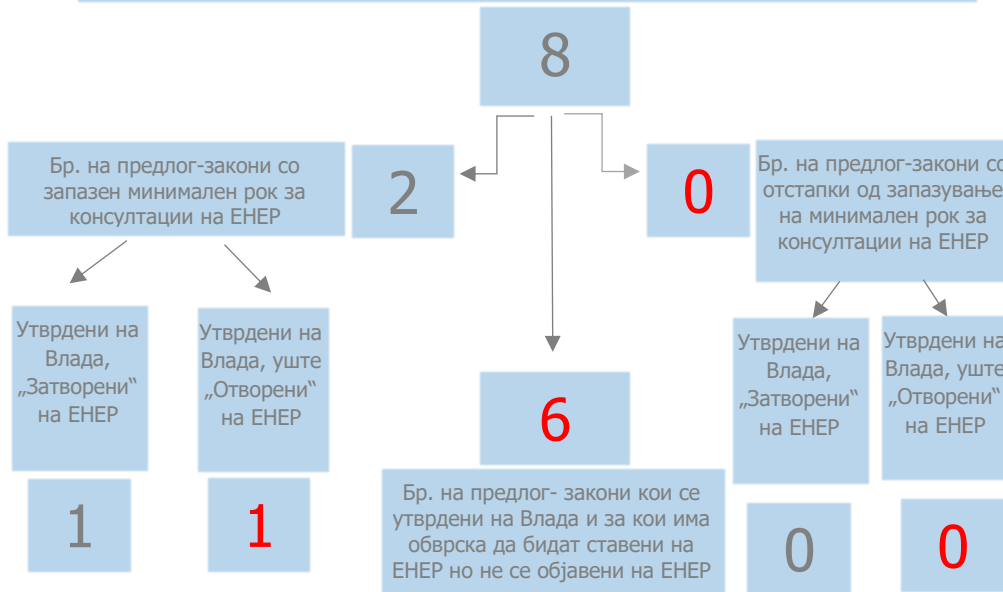 8
Бр. на предлог-закони со
запазен минимален рок за
консултации на ЕНЕР
2
0
Бр. на предлог-закони со
отстапки од запазување
на минимален рок за
консултации на ЕНЕР
Утврдени на
Влада,
„Затворени“
на ЕНЕР
Утврдени на
Влада, уште
„Отворени“
на ЕНЕР
Утврдени на
Влада,
„Затворени“
на ЕНЕР
Утврдени на
Влада, уште
„Отворени“
на ЕНЕР
6
Бр. на предлог- закони кои се
утврдени на Влада и за кои има
обврска да бидат ставени на
ЕНЕР но не се објавени на ЕНЕР
1
1
0
0